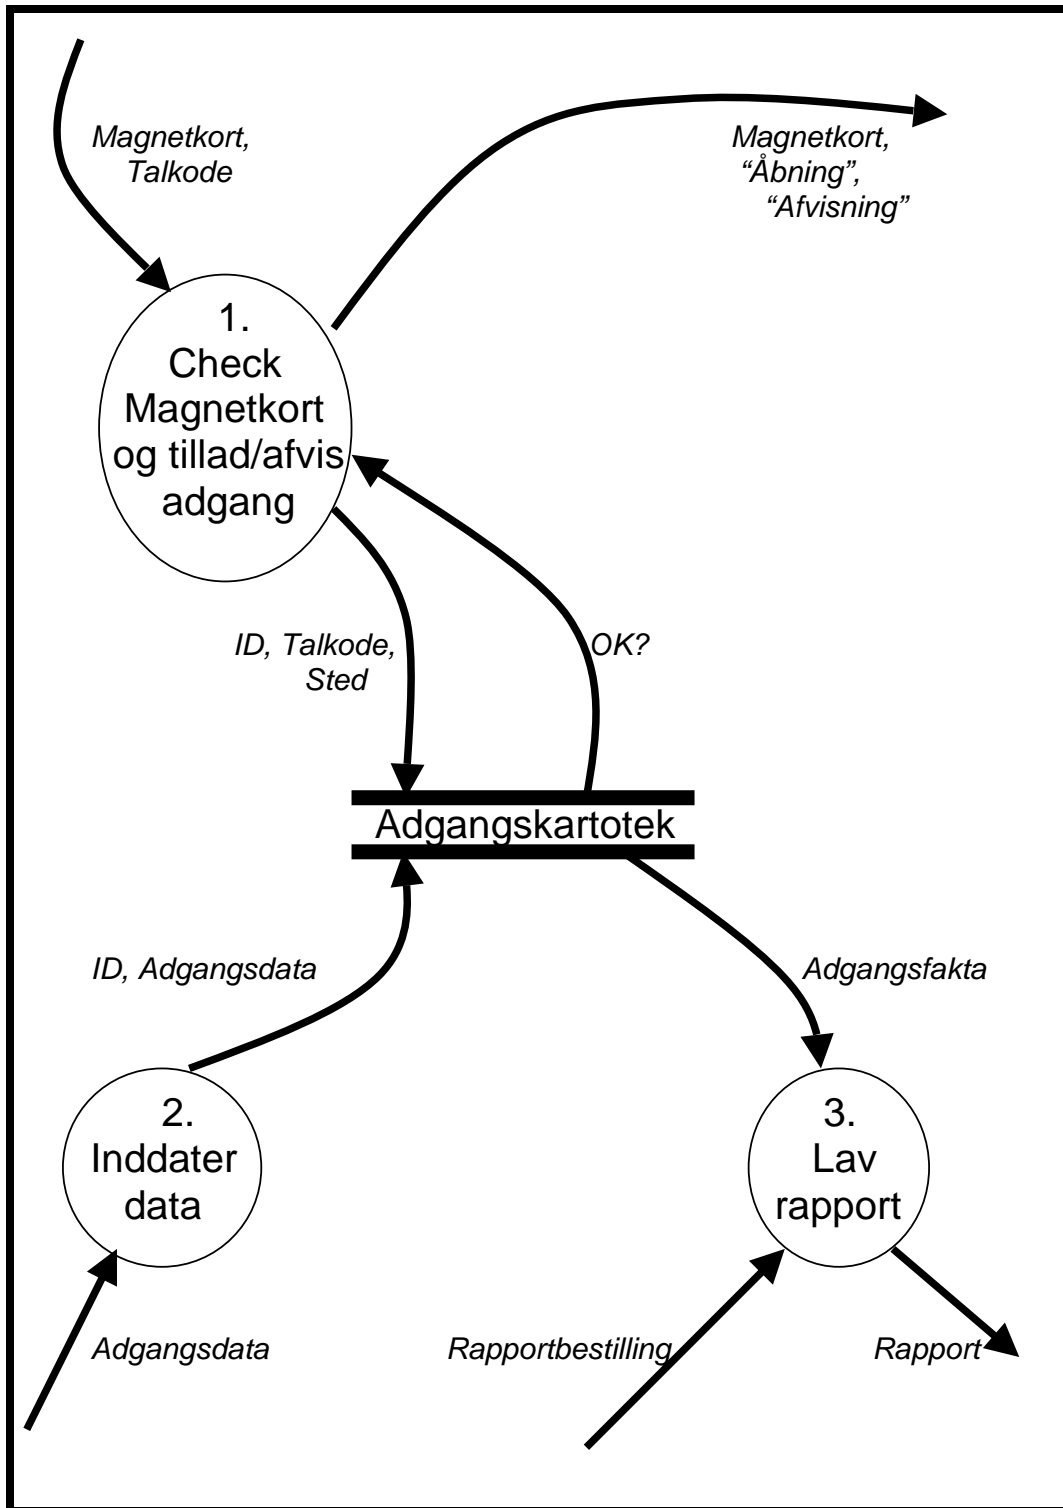 Magnetkort,
Talkode
Magnetkort,
“Åbning”,
“Afvisning”
1.
Check
Magnetkort
og tillad/afvis
adgang
ID, Talkode,
Sted
OK?
Adgangskartotek
ID, Adgangsdata
Adgangsfakta
2.
Inddater
data
3.
Lav
rapport
Adgangsdata
Rapportbestilling
Rapport